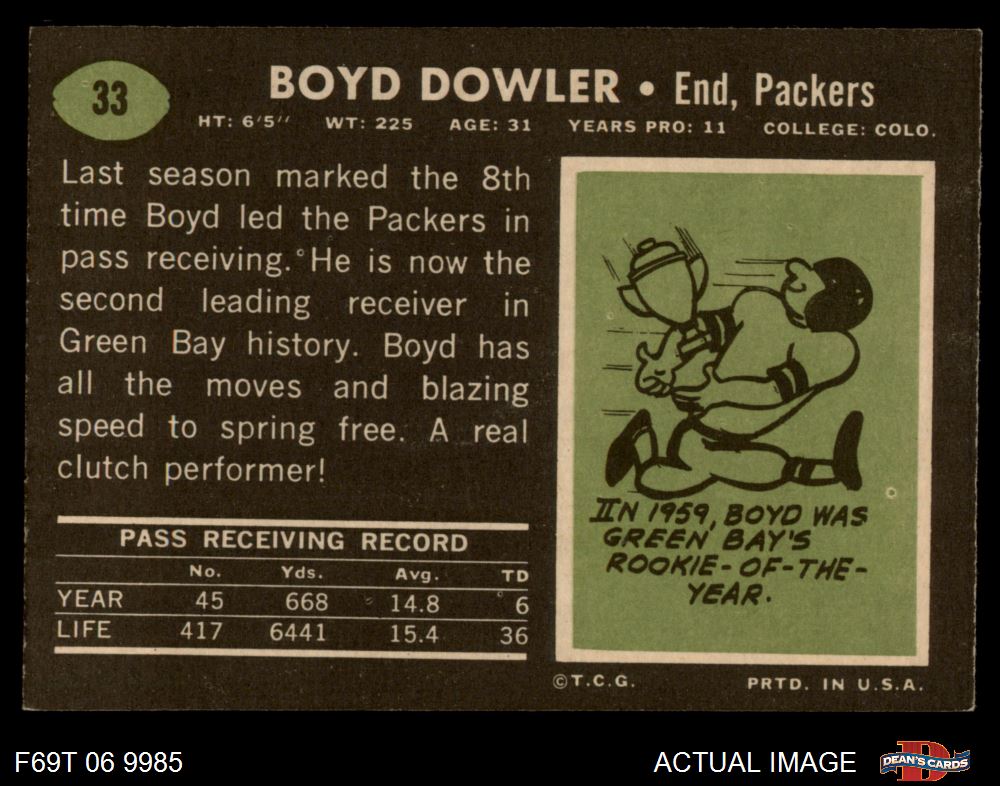 33
BOYD DOWLER • End, Packers
HT: 6'5'' WT: 225 AGE: 31 YEARS PRO: 11 COLLEGE: COLO.
Last season marked the 8th
time Boyd led the Packers in
pass receiving. He is now the
second leading receiver in
Green Bay history. Boyd has
all the moves and blazing
speed to spring free. A real
clutch performer!
PASS RECEIVING RECORD
No. Yds. Avg. TD
YEAR 45 668 14.8 6
LIFE 417 6441 15.4 36
IN 1959, BOYD WAS
GREEN BAY'S
ROOKIE-OF-THE-
YEAR.
©T.C.G. PRTD. IN U.S.A.
F69T 06 9985
ACTUAL IMAGE
DEAN'S CARDS